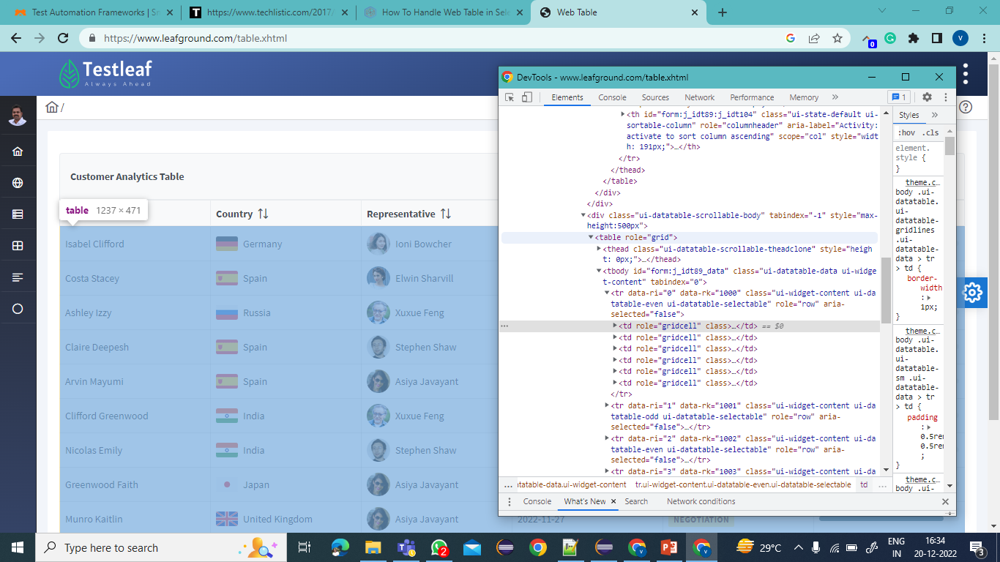 Test Automation Frameworks | Sm
https://www.techlistic.com/2017/
How To Handle Web Table in Sele
Web Table
https://www.leafground.com/table.xhtml
0
V
Testleaf
Always Ahead
/
Customer Analytics Table
table 1237 × 471
Country
Representative
Isabel Clifford Germany Ioni Bowcher
Costa Stacey Spain Elwin Sharvill
Ashley Izzy Russia Xuxue Feng
Claire Deepesh Spain Stephen Shaw
Arvin Mayumi Spain Asiya Javayant
Clifford Greenwood India Xuxue Feng
Nicolas Emily India Stephen Shaw
Greenwood Faith Japan Asiya Javayant
Munro Kaitlin United Kingdom Asiya Javayant 2022-11-27 NEGOTIATION
DevTools - www.leafground.com/table.xhtml
Elements Console Sources Network Performance Memory » 1
<th id="form:j_idt89:j_idt104" class="ui-state-default ui-
sortable-column" role="columnheader" aria-label="Activity:
activate to sort column ascending" scope="col" style="widt
h: 191px;">…</th>
</tr>
</thead>
</table>
</div>
</div>
<div class="ui-datatable-scrollable-body" tabindex="-1" style="max-
height:500px">
<table role="grid">
<thead class="ui-datatable-scrollable-theadclone" style="heigh
t: 0px;">…</thead>
<tbody id="form:j_idt89_data" class="ui-datatable-data ui-widge
t-content" tabindex="0">
<tr data-ri="0" data-rk="1000" class="ui-widget-content ui-da
tatable-even ui-datatable-selectable" role="row" aria-
selected="false">
… <td role="gridcell" class>…</td> == $0
<td role="gridcell" class>…</td>
<td role="gridcell" class>…</td>
<td role="gridcell" class>…</td>
<td role="gridcell" class>…</td>
<td role="gridcell" class>…</td>
</tr>
<tr data-ri="1" data-rk="1001" class="ui-widget-content ui-da
tatable-odd ui-datatable-selectable" role="row" aria-
selected="false">…</tr>
<tr data-ri="2" data-rk="1002" class="ui-widget-content ui-da
tatable-even ui-datatable-selectable" role="row" aria-
selected="false">…</tr>
<tr data-ri="3" data-rk="1003" class="ui-widget-content ui-da
… tatable-data.ui-widget-content tr.ui-widget-content.ui-datatable-even.ui-datatable-selectable td …
Styles »
:hov .cls
element.
style {
}
theme.c…
body .ui-
datatable.
ui-
datatable-
gridlines
.ui-
datatable-
data > tr
> td {
border-
width
:
1px;
}
theme.c…
body .ui-
datatable.
ui-
datatable-
sm .ui-
datatable-
data > tr
> td {
padding
:
0.5rem
0.5rem
;
}
theme.c…
body .ui-
Console What's New Search Network conditions
Type here to search
2
29°C
ENG
IN
16:34
20-12-2022
3